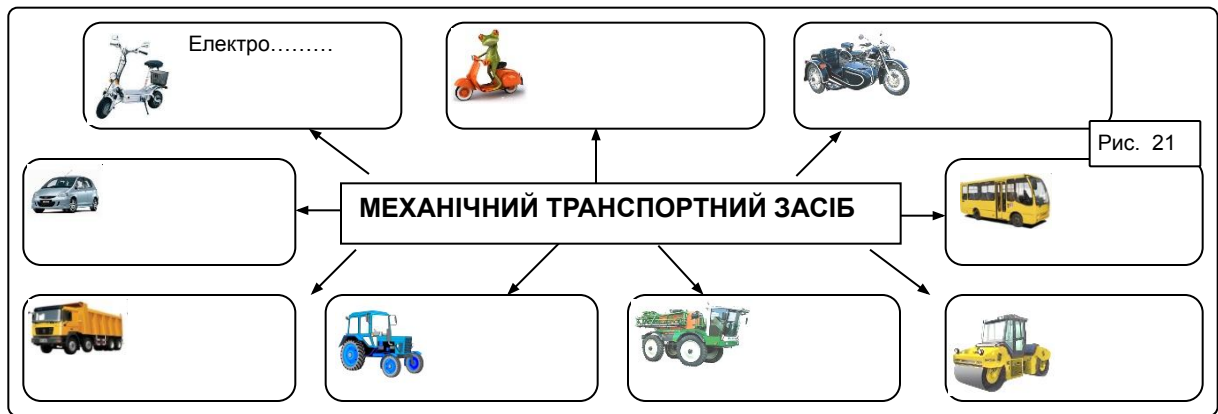 Електро.........
Рис. 21
МЕХАНІЧНИЙ ТРАНСПОРТНИЙ ЗАСІБ